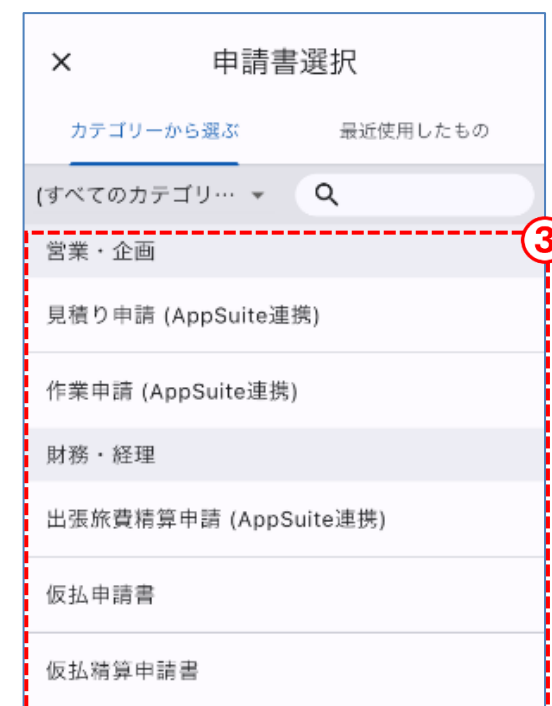 × 申請書選択
カテゴリーから選ぶ 最近使用したもの
(すべてのカテゴリ…
③
営業・企画
見積り申請 (AppSuite連携)
作業申請 (AppSuite連携)
財務・経理
出張旅費精算申請 (AppSuite連携)
仮払申請書
仮払精算申請書